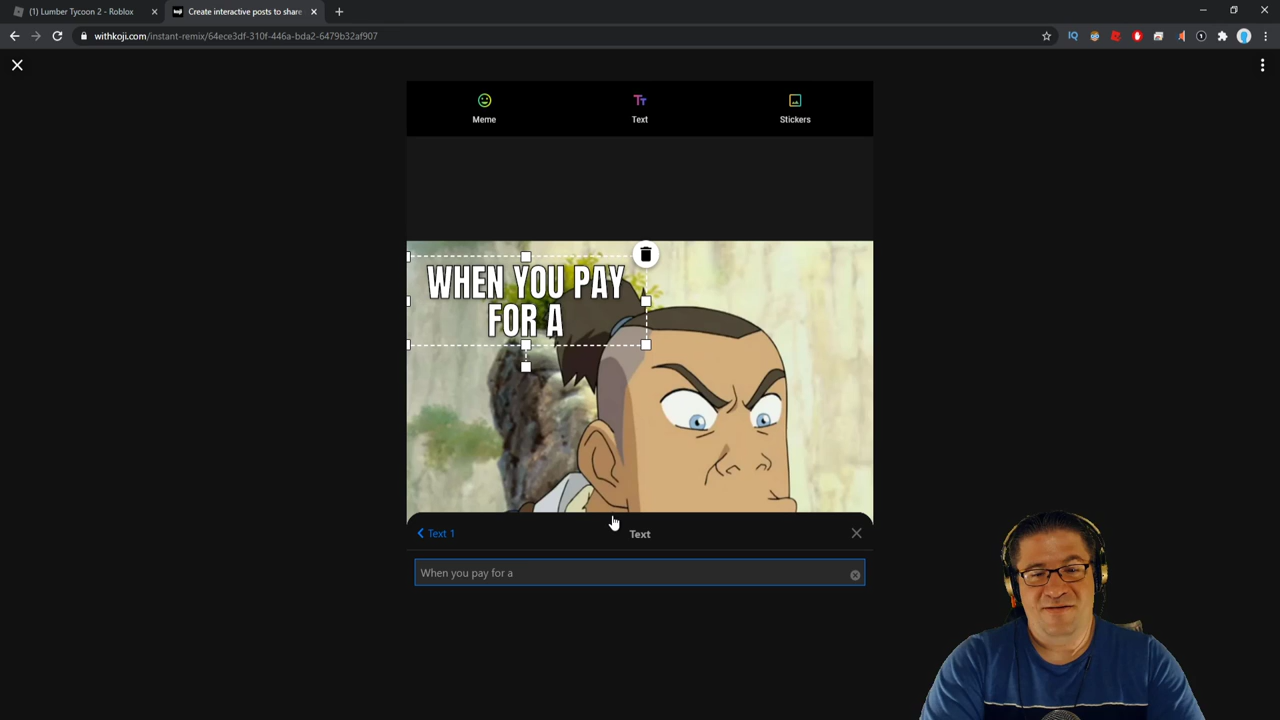 (1) Lumber Tycoon 2 - Roblox
Create interactive posts to share
withkoji.com/instant-remix/64ece3df-310f-446a-bda2-6479b32af907
IQ
Meme
Text
Stickers
WHEN YOU PAY
FOR A
Text 1
Text
When you pay for a